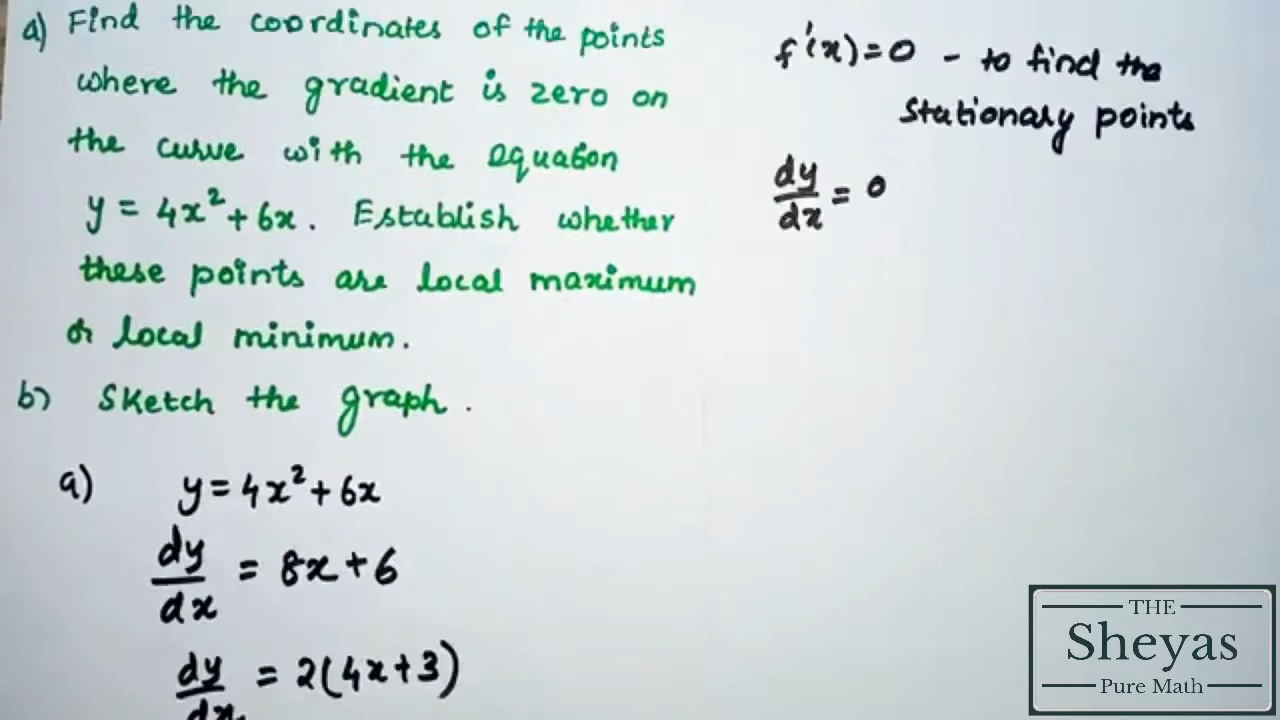 a) Find the coordinates of the points
where the gradient is zero on
the curve with the equation
y = 4x² + 6x. Establish whether
these points are local maximum
or local minimum.
b) Sketch the graph.
a) y = 4x² + 6x
dy/dx = 8x + 6
dy/dx = 2(4x+3)
f'(x) = 0 - to find the
Stationary points
dy/dx = 0
THE
Sheyas
Pure Math